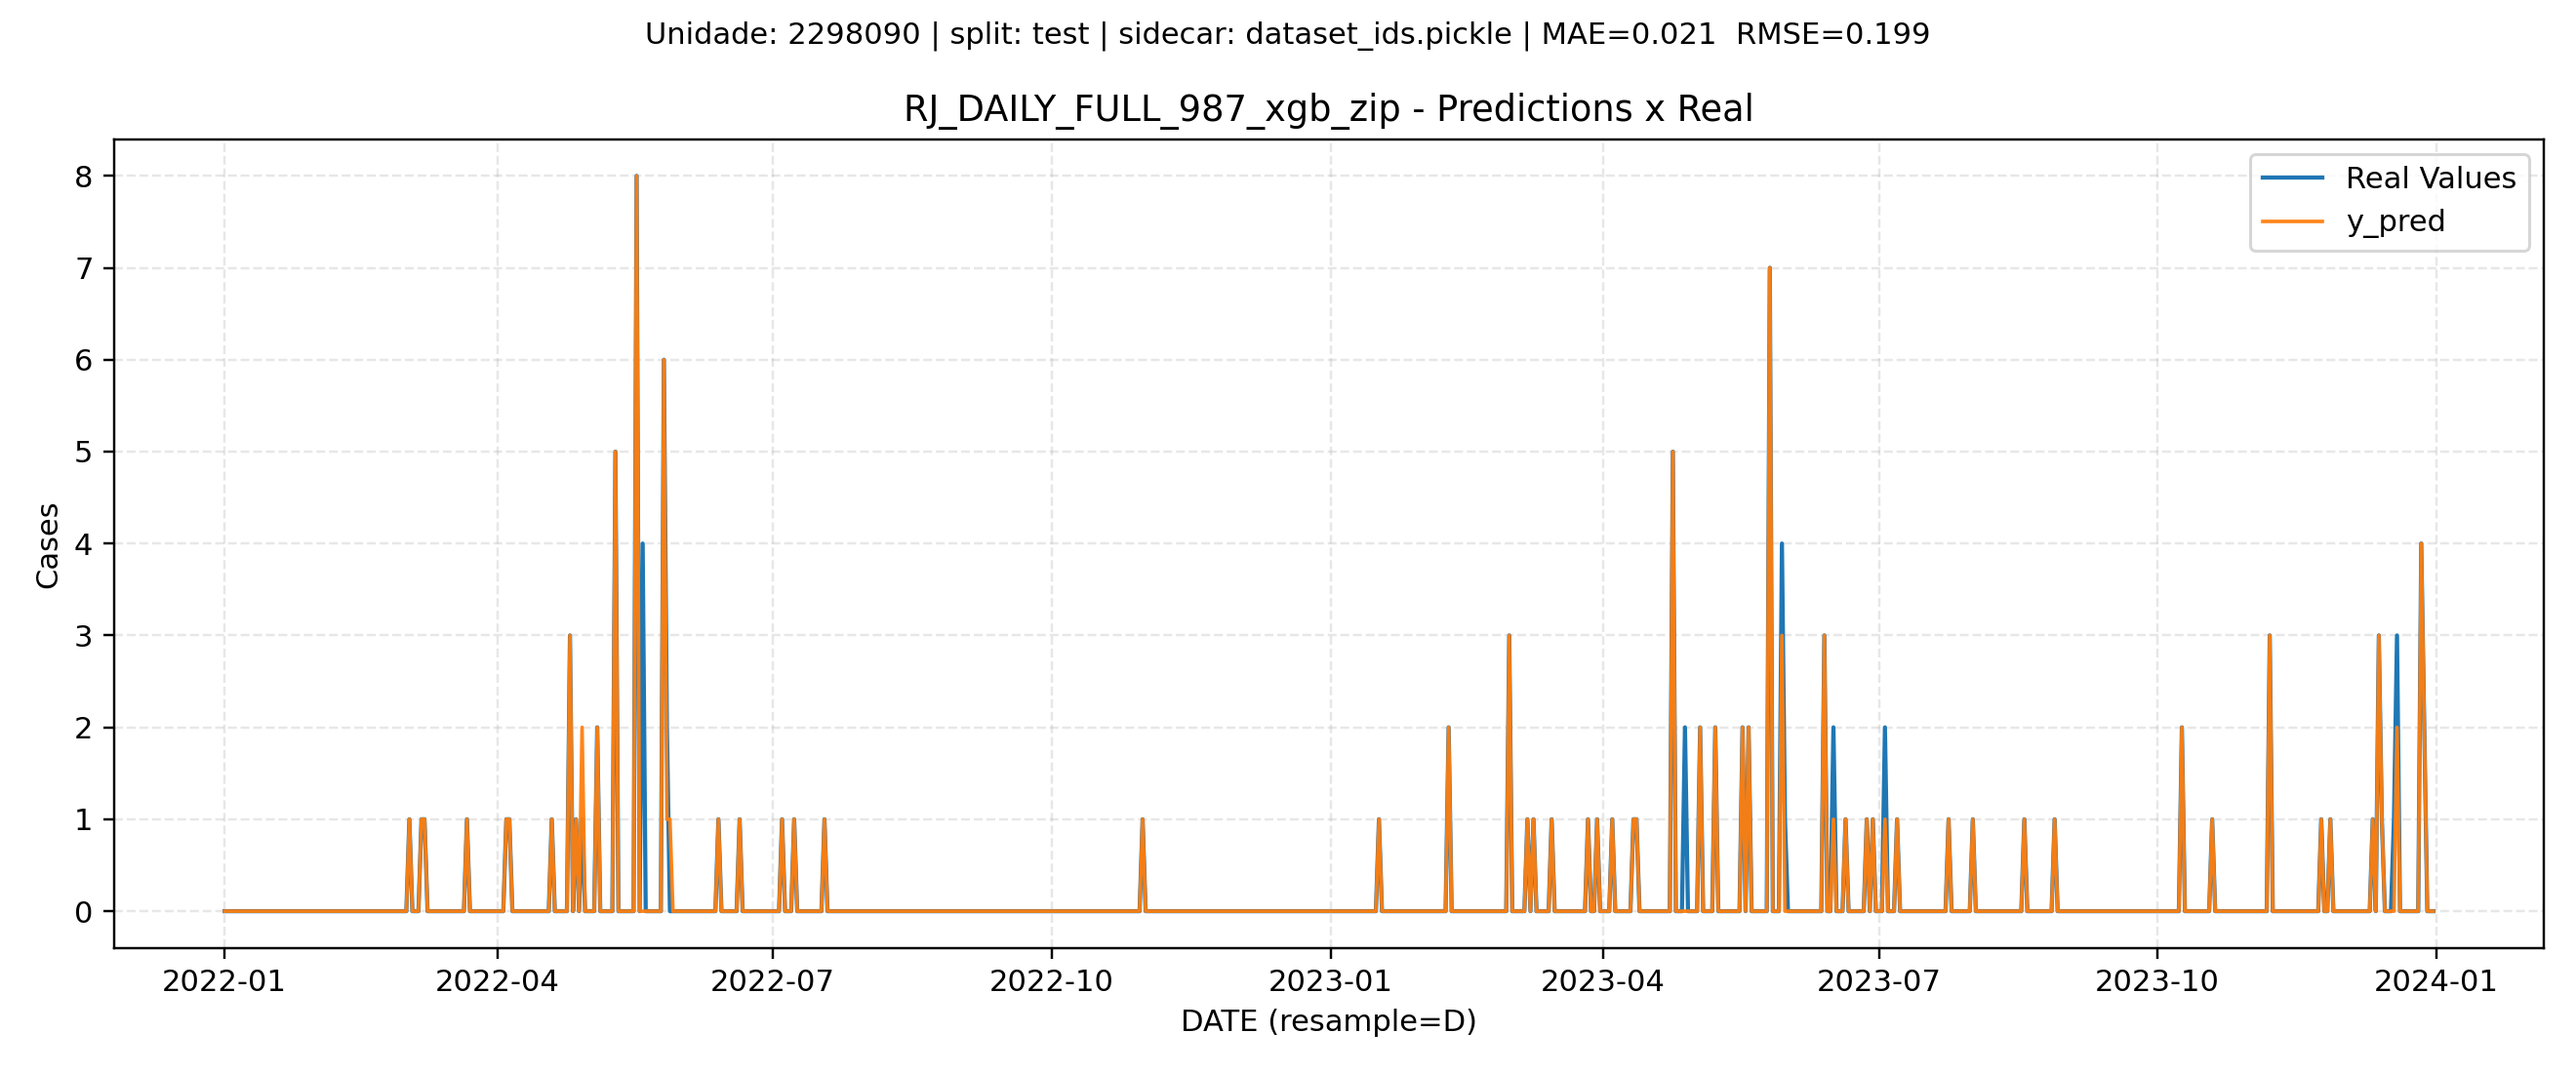 Unidade: 2298090 | split: test | sidecar: dataset_ids.pickle | MAE=0.021  RMSE=0.199
RJ_DAILY_FULL_987_xgb_zip - Predictions x Real
Real Values
y_pred
8
7
6
5
4
3
2
1
0
Cases
2022-01 2022-04 2022-07 2022-10 2023-01 2023-04 2023-07 2023-10 2024-01
DATE (resample=D)